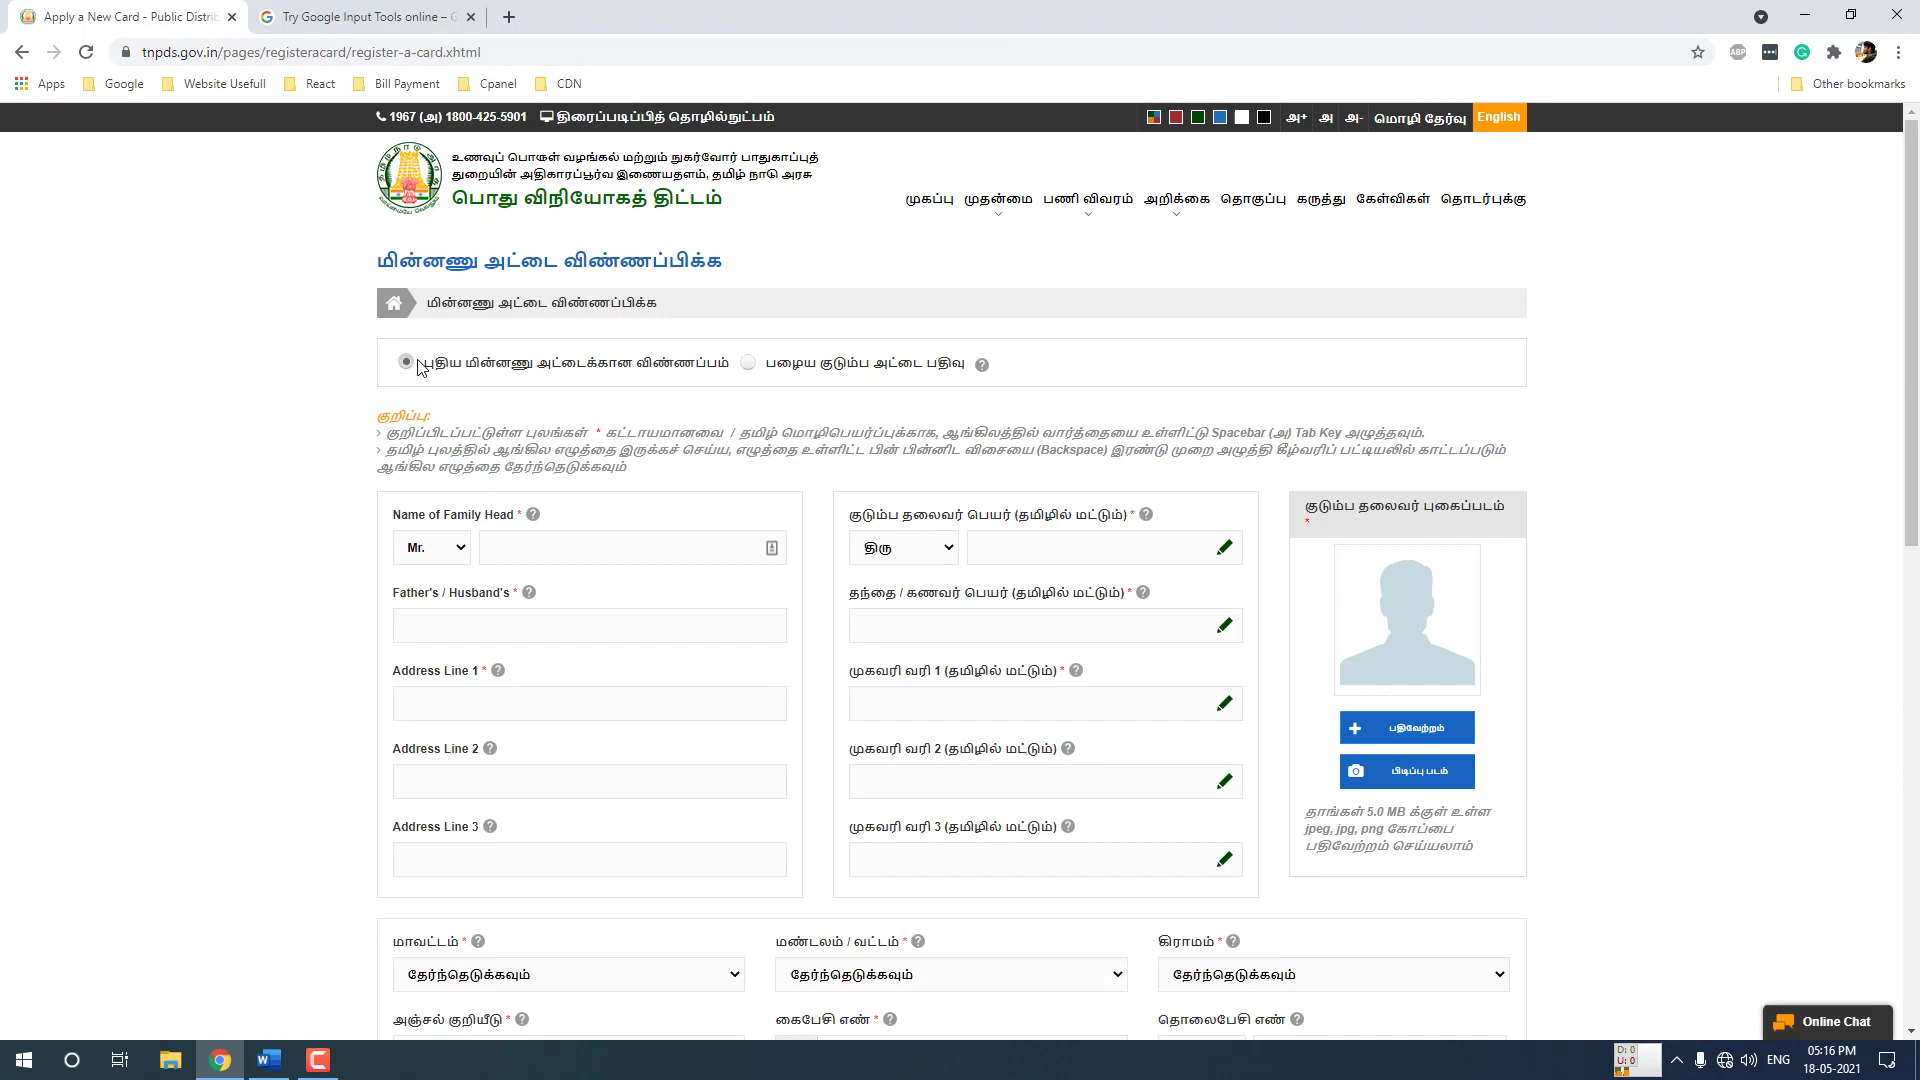 Apply a New Card - Public Distrib
Try Google Input Tools online – G
tnpds.gov.in/pages/registeracard/register-a-card.xhtml
ABP
Apps
Google
Website Usefull
React
Bill Payment
Cpanel
CDN
Other bookmarks
1967 (அ) 1800-425-5901 திரைப்படிப்பித் தொழில்நுட்பம்
அ+ அ அ- மொழி தேர்வு English
உணவுப் பொருள் வழங்கல் மற்றும் நுகர்வோர் பாதுகாப்புத்
துறையின் அதிகாரப்பூர்வ இணையதளம், தமிழ் நாடு அரசு
பொது விநியோகத் திட்டம்
முகப்பு முதன்மை பணி விவரம் அறிக்கை தொகுப்பு கருத்து கேள்விகள் தொடர்புக்கு
மின்னணு அட்டை விண்ணப்பிக்க
மின்னணு அட்டை விண்ணப்பிக்க
புதிய மின்னணு அட்டைக்கான விண்ணப்பம் பழைய குடும்ப அட்டை பதிவு
குறிப்பு:
› குறிப்பிடப்பட்டுள்ள புலங்கள் * கட்டாயமானவை / தமிழ் மொழிபெயர்ப்புக்காக, ஆங்கிலத்தில் வார்த்தையை உள்ளிட்டு Spacebar (அ) Tab Key அழுத்தவும்.
› தமிழ் புலத்தில் ஆங்கில எழுத்தை இருக்கச் செய்ய, எழுத்தை உள்ளிட்ட பின் பின்னிட விசையை (Backspace) இரண்டு முறை அழுத்தி கீழ்வரிப் பட்டியலில் காட்டப்படும்
ஆங்கில எழுத்தை தேர்ந்தெடுக்கவும்
Name of Family Head *
Mr.
Father's / Husband's *
Address Line 1 *
Address Line 2
Address Line 3
குடும்ப தலைவர் பெயர் (தமிழில் மட்டும்) *
திரு
தந்தை / கணவர் பெயர் (தமிழில் மட்டும்) *
முகவரி வரி 1 (தமிழில் மட்டும்) *
முகவரி வரி 2 (தமிழில் மட்டும்)
முகவரி வரி 3 (தமிழில் மட்டும்)
குடும்ப தலைவர் புகைப்படம்
*
பதிவேற்றம்
பிடிப்பு படம்
தாங்கள் 5.0 MB க்குள் உள்ள
jpeg, jpg, png கோப்பை
பதிவேற்றம் செய்யலாம்
மாவட்டம் * மண்டலம் / வட்டம் * கிராமம் *
தேர்ந்தெடுக்கவும் தேர்ந்தெடுக்கவும் தேர்ந்தெடுக்கவும்
அஞ்சல் குறியீடு * கைபேசி எண் * தொலைபேசி எண்
Online Chat
D: 0
U: 0
ENG
05:16 PM
18-05-2021